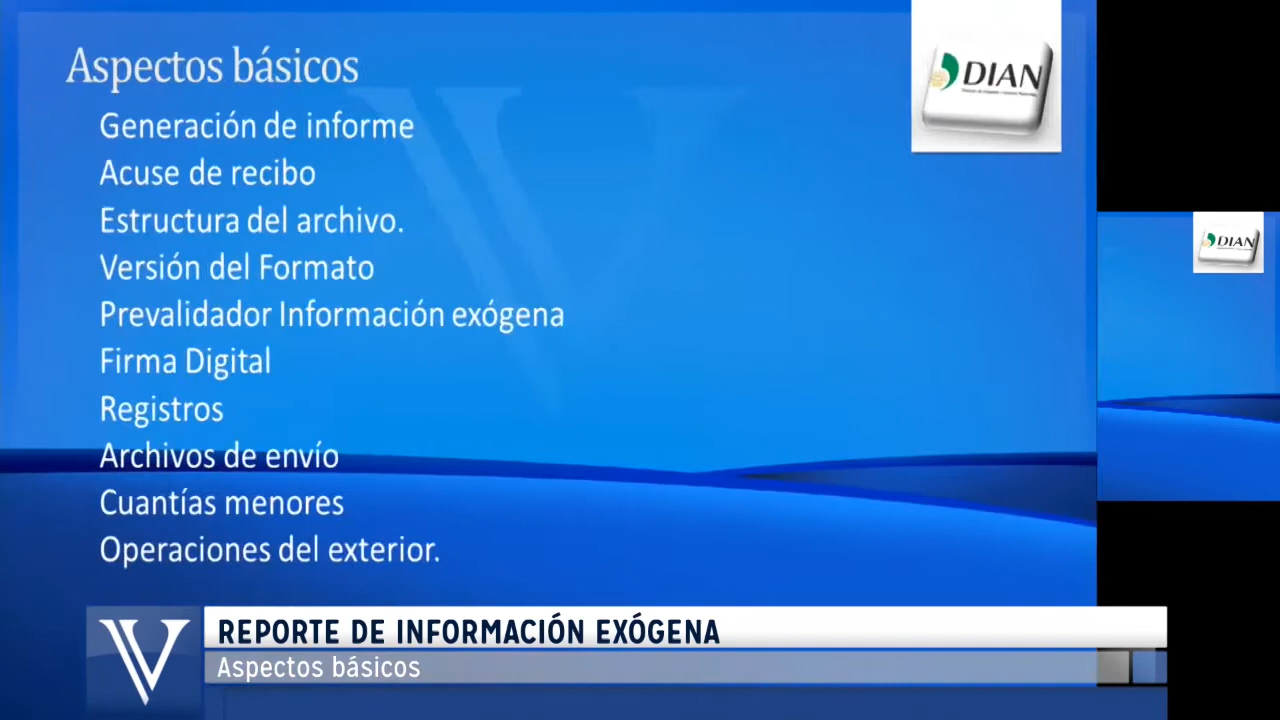 Aspectos básicos
DIAN
Generación de informe
Acuse de recibo
Estructura del archivo.
Versión del Formato
Prevalidador Información exógena
DIAN
Firma Digital
Registros
Archivos de envío
Cuantías menores
Operaciones del exterior.
V
REPORTE DE INFORMACIÓN EXÓGENA
Aspectos básicos